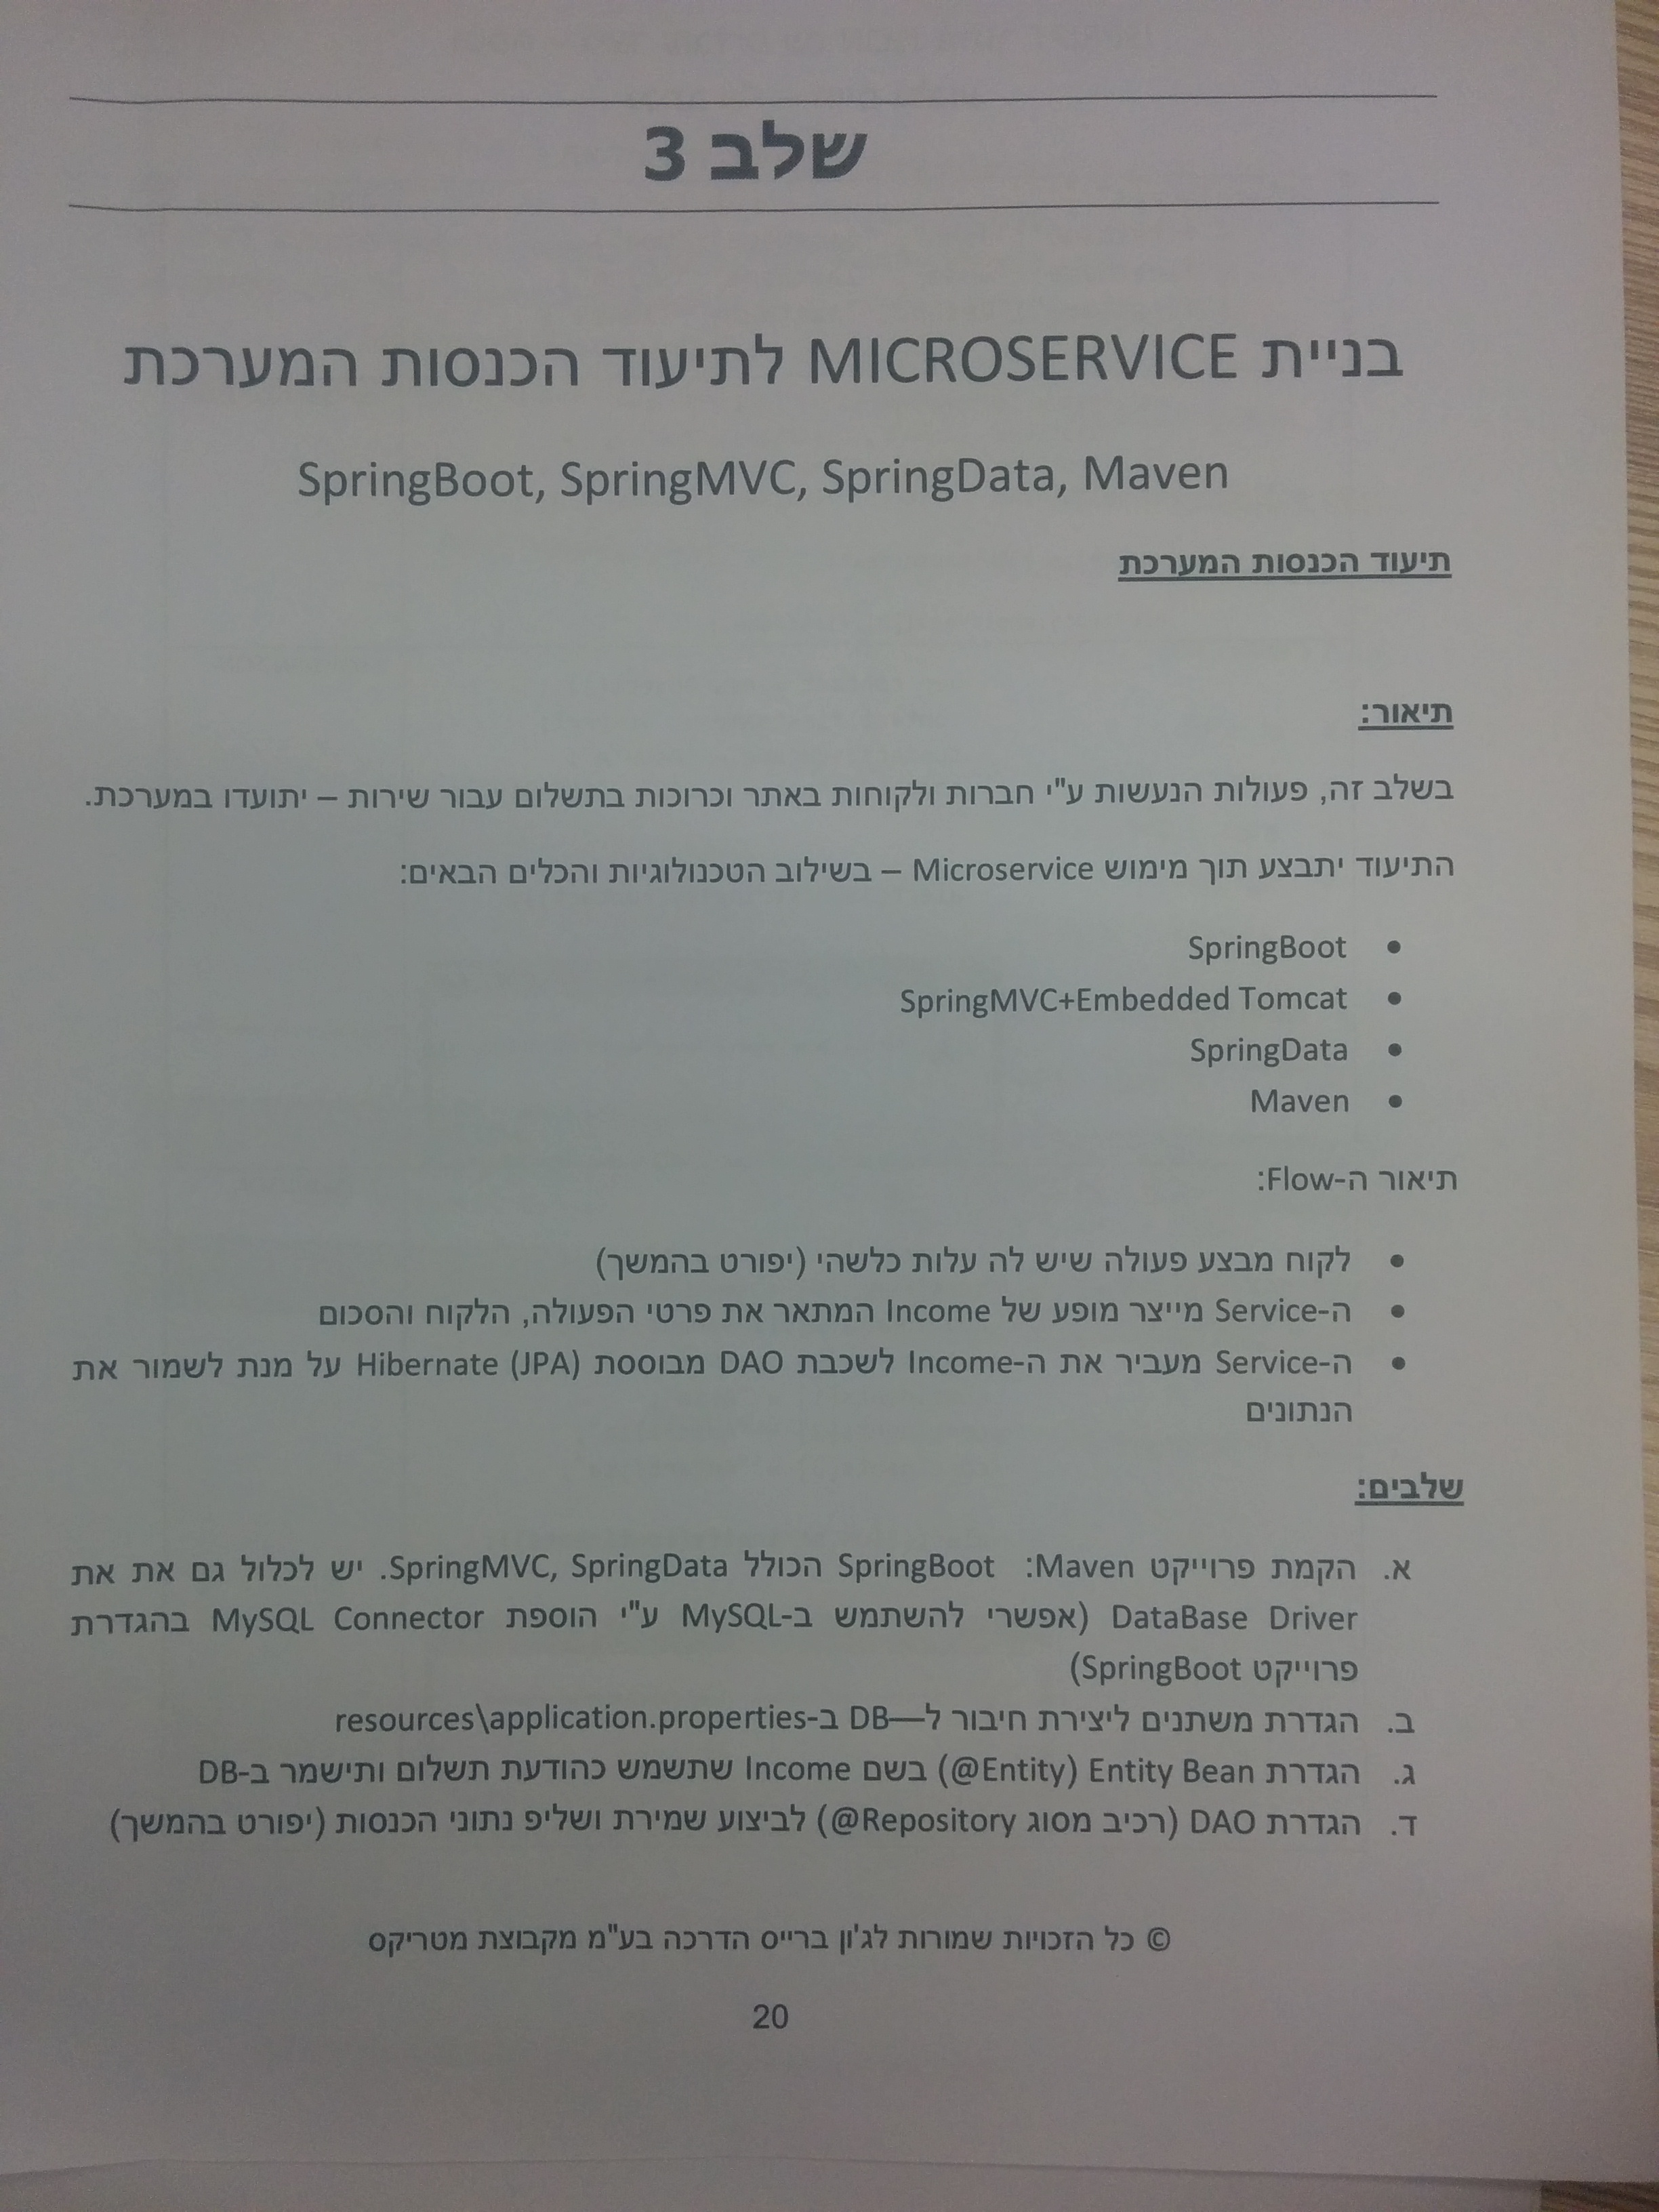 שלב 3
בניית MICROSERVICE לתיעוד הכנסות המערכת
SpringBoot, SpringMVC, SpringData, Maven
תיעוד הכנסות המערכת
תיאור:
בשלב זה, פעולות הנעשות ע"י חברות ולקוחות באתר וכרוכות בתשלום עבור שירות – יתועדו במערכת.
התיעוד יתבצע תוך מימוש Microservice – בשילוב הטכנולוגיות והכלים הבאים:
• SpringBoot
• SpringMVC+Embedded Tomcat
• SpringData
• Maven
תיאור ה-Flow:
• לקוח מבצע פעולה שיש לה עלות כלשהי (יפורט בהמשך)
• ה-Service מייצר מופע של Income המתאר את פרטי הפעולה, הלקוח והסכום
• ה-Service מעביר את ה-Income לשכבת DAO מבוססת Hibernate (JPA) על מנת לשמור את
הנתונים
שלבים:
א. הקמת פרוייקט Maven: SpringBoot הכולל SpringMVC, SpringData. יש לכלול גם את את
DataBase Driver (אפשרי להשתמש ב-MySQL ע"י הוספת MySQL Connector בהגדרת
פרוייקט SpringBoot)
ב. הגדרת משתנים ליצירת חיבור ל—DB ב-resources\application.properties
ג. הגדרת Entity Bean (@Entity) בשם Income שתשמש כהודעת תשלום ותישמר ב-DB
ד. הגדרת DAO (רכיב מסוג Repository@) לביצוע שמירת ושליפ נתוני הכנסות (יפורט בהמשך)
© כל הזכויות שמורות לג'ון ברייס הדרכה בע"מ מקבוצת מטריקס
20